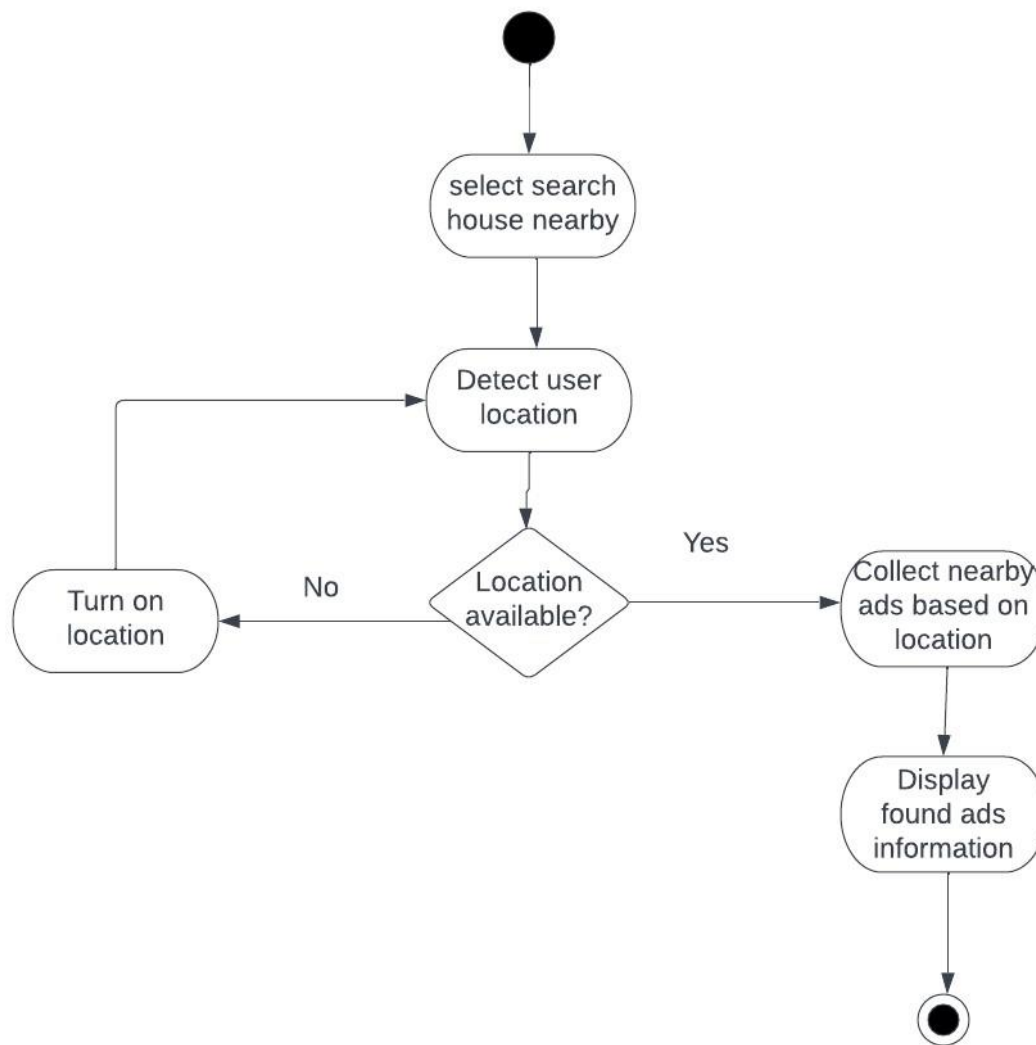 select search
house nearby
Detect user
location
Yes
No
Location
available?
Turn on
location
Collect nearby
ads based on
location
Display
found ads
information